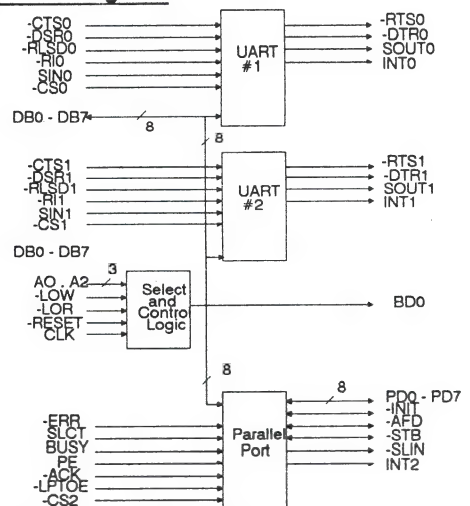 -CTS0
-DSR0
-RLSD0
-RI0
SIN0
-CS0
DB0 - DB7
8
8
UART
#1
-RTS0
-DTR0
SOUT0
INT0
-CTS1
-DSR1
-RLSD1
-RI1
SIN1
-CS1
DB0 - DB7
UART
#2
-RTS1
-DTR1
SOUT1
INT1
AO . A2
3
-LOW
-LOR
-RESET
CLK
Select
and
Control
Logic
BD0
8
8
-ERR
SLCT
BUSY
PE
-ACK
-LPTOE
-CS2
Parallel
Port
PD0 - PD7
-INIT
-AFD
-STB
-SLIN
INT2